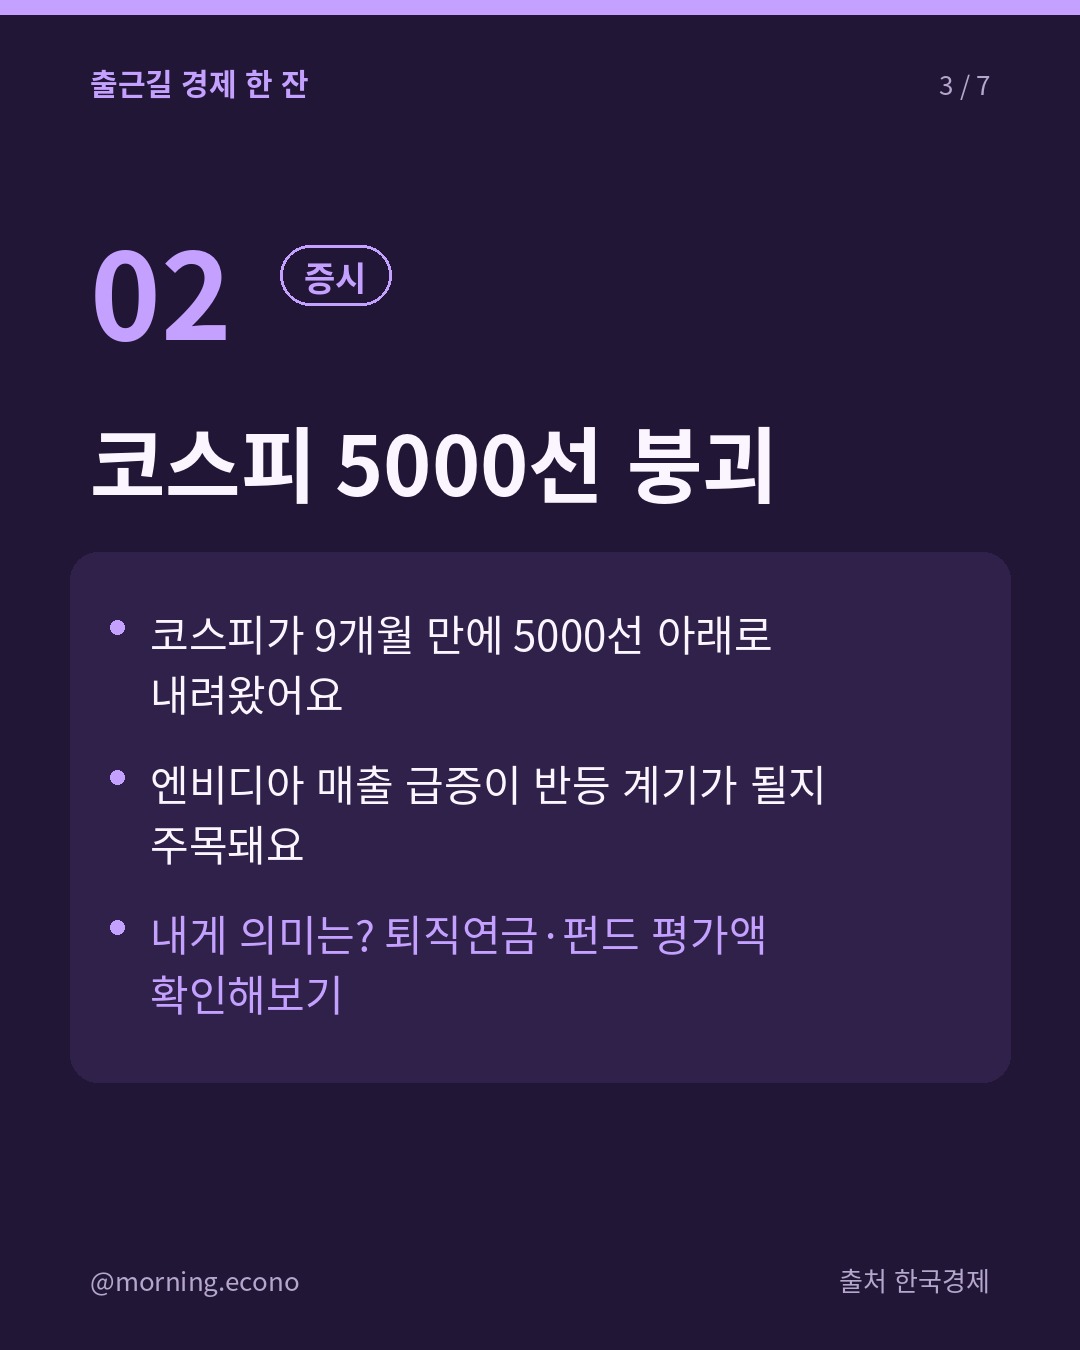 출근길 경제 한 잔
3 / 7
02
증시
코스피 5000선 붕괴
코스피가 9개월 만에 5000선 아래로
내려왔어요
엔비디아 매출 급증이 반등 계기가 될지
주목돼요
내게 의미는? 퇴직연금·펀드 평가액
확인해보기
@morning.econo
출처 한국경제